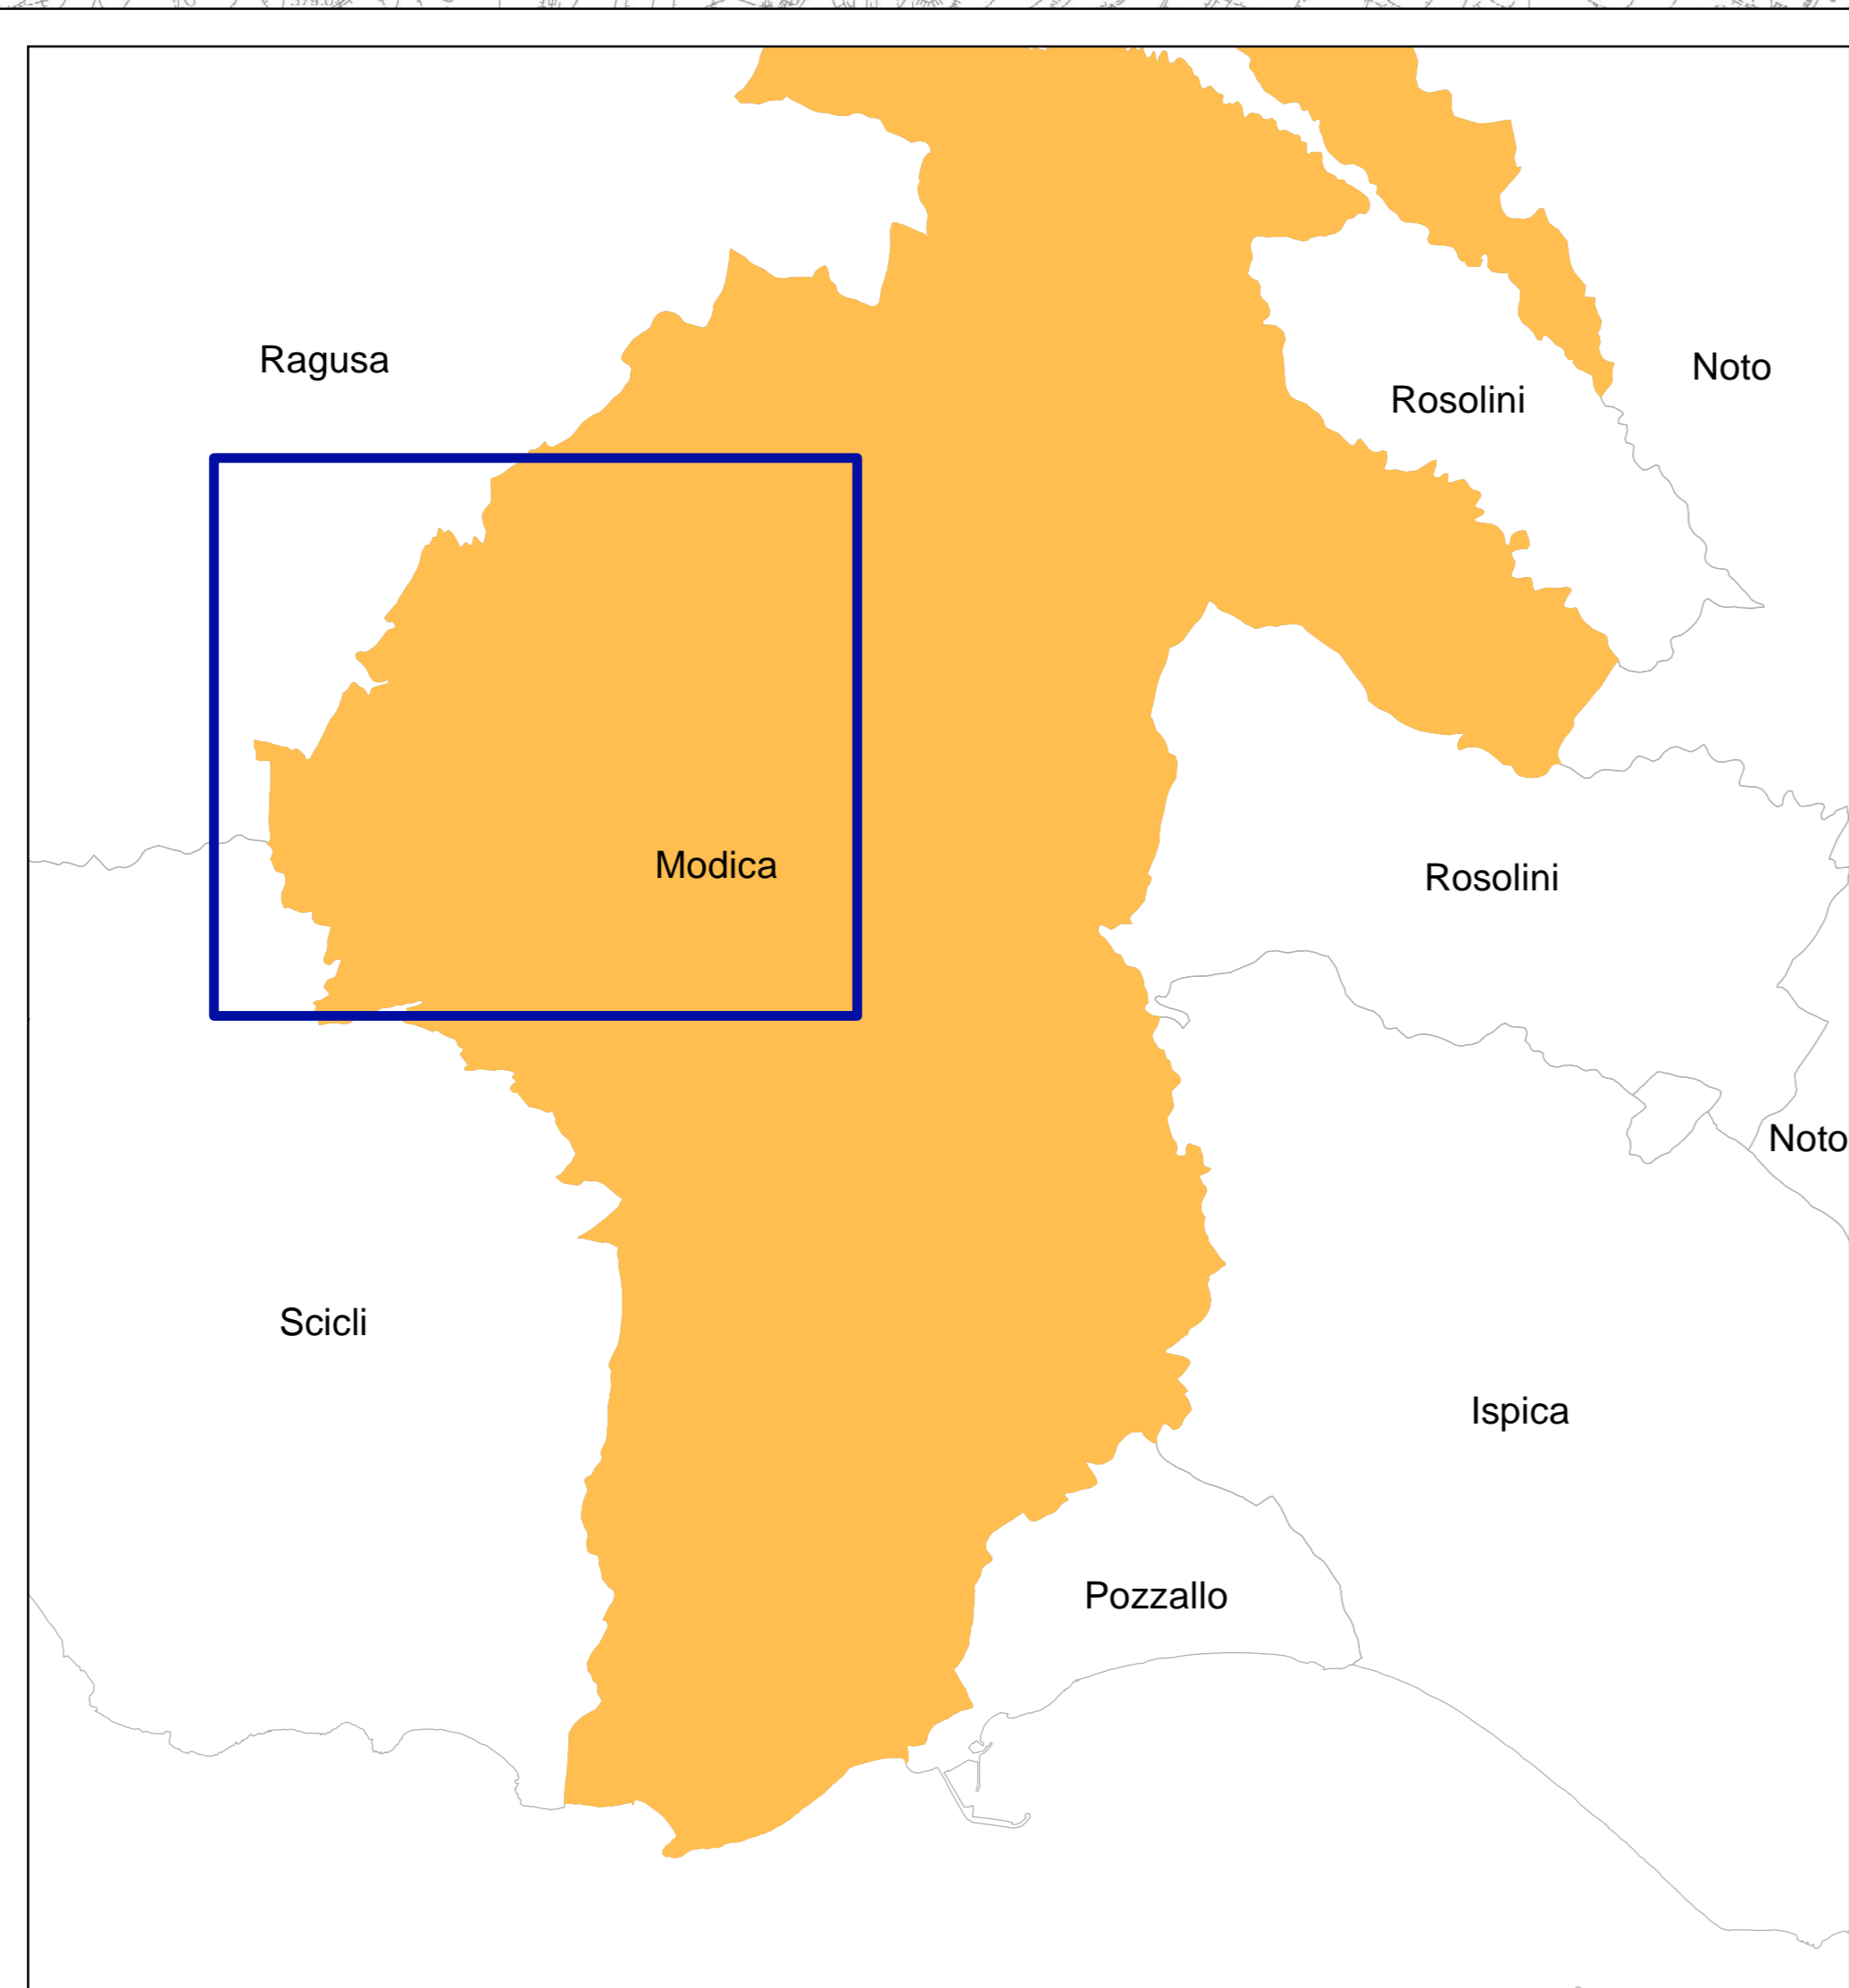 Ragusa
Noto
Rosolini
Modica
Rosolini
Noto
Scicli
Ispica
Pozzallo